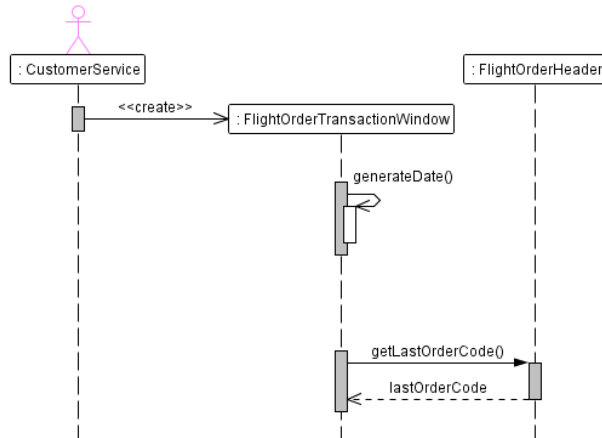 : CustomerService
: FlightOrderHeader
<<create>>
: FlightOrderTransactionWindow
generateDate()
getLastOrderCode()
lastOrderCode